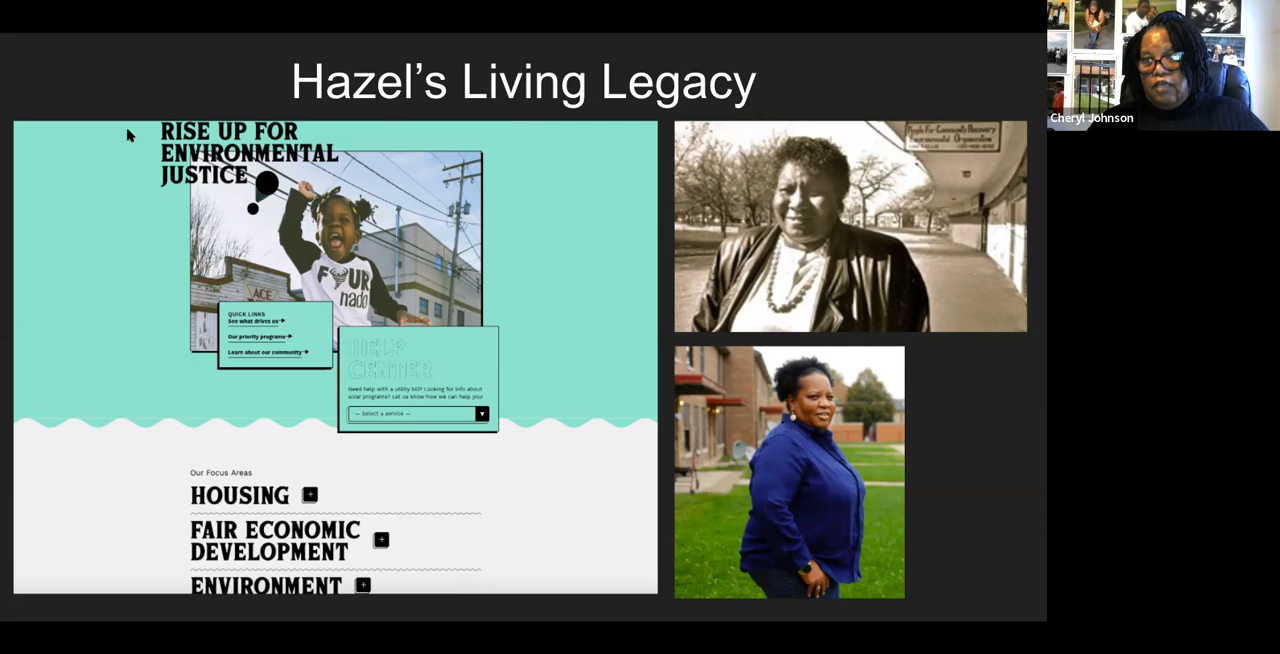 Hazel’s Living Legacy
RISE UP FOR
ENVIRONMENTAL
JUSTICE
ACE
FOUR
nado
QUICK LINKS
See what drives us
Our priority programs
Learn about our community
HELP
CENTER
Need help with a utility bill? Looking for info about
solar programs? Let us know how we can help you!
— Select a service —
Our Focus Areas
HOUSING
FAIR ECONOMIC
DEVELOPMENT
ENVIRONMENT
People For Community Recovery
Environmental Organization
Cheryl Johnson